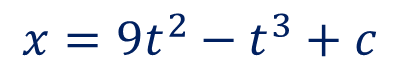 x = 9t² − t³ + c